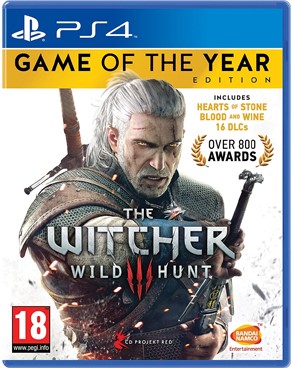 PS4
GAME OF THE YEAR
EDITION
INCLUDES
HEARTS OF STONE
BLOOD AND WINE
16 DLCs
OVER 800
AWARDS
THE
WITCHER
III
WILD HUNT
18
www.pegi.info
CD PROJEKT RED
BANDAI
NAMCO
Entertainment